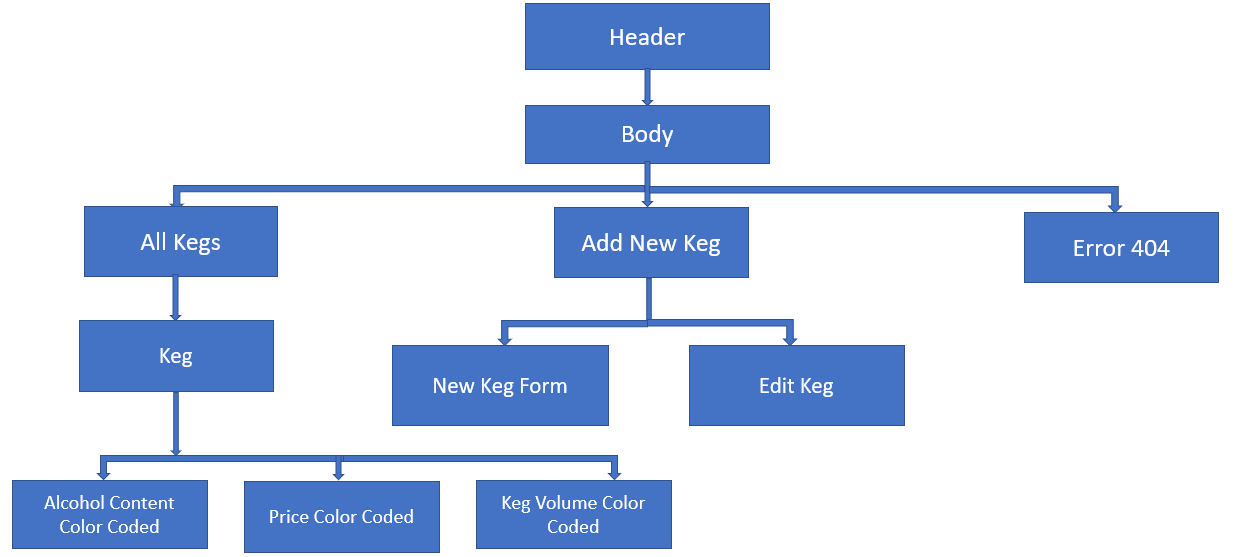 Header
Body
All Kegs
Add New Keg
Error 404
Keg
New Keg Form
Edit Keg
Alcohol Content
Color Coded
Price Color Coded
Keg Volume Color
Coded